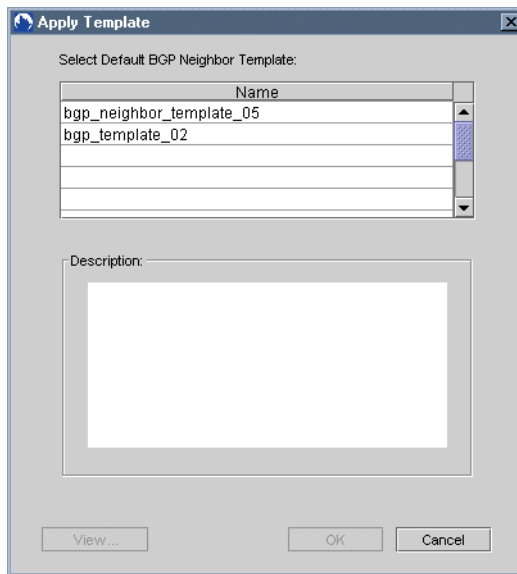 Apply Template
Select Default BGP Neighbor Template:
Name
bgp_neighbor_template_05
bgp_template_02
Description:
View...
OK
Cancel